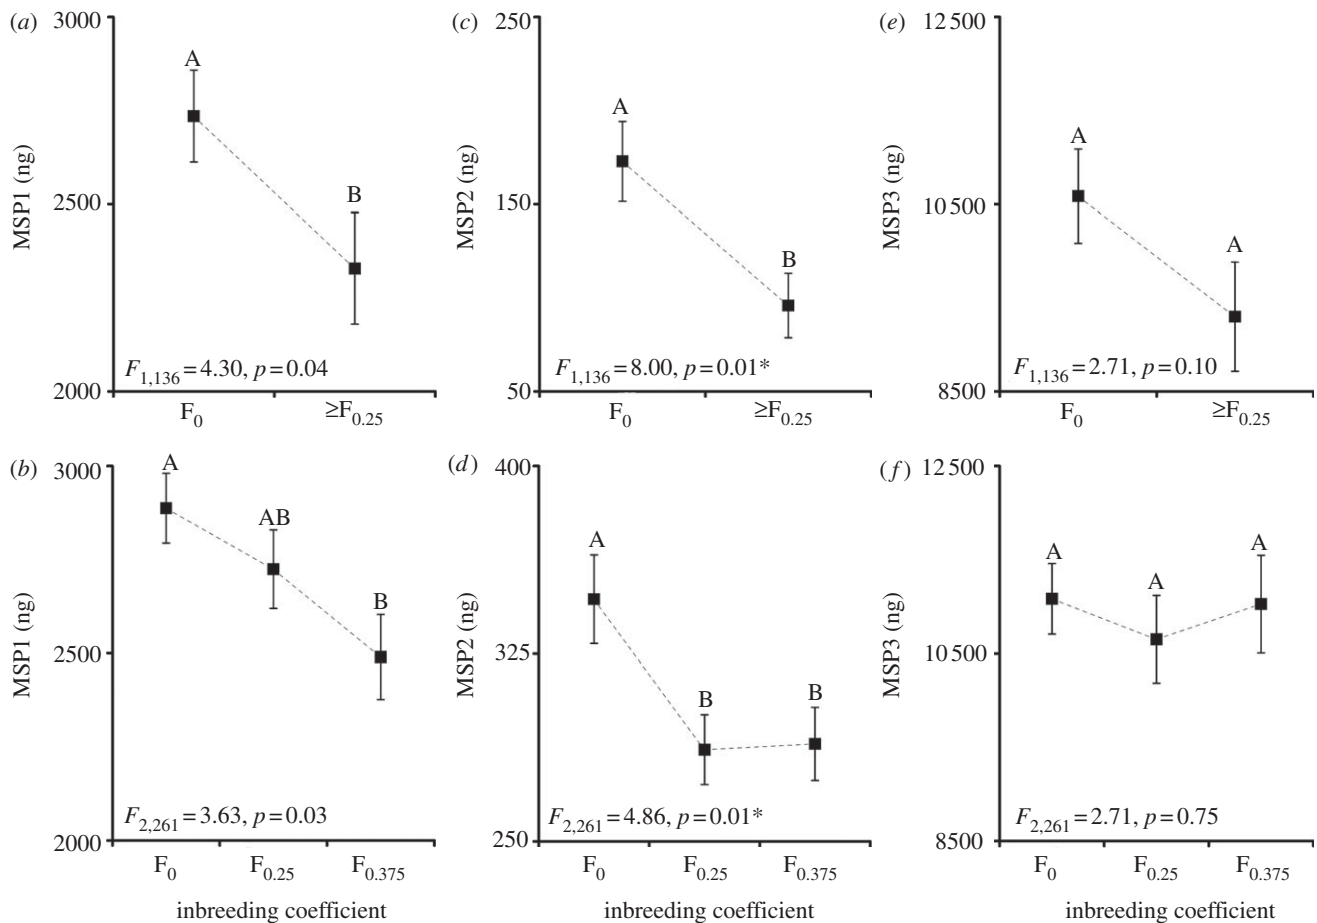 (a)
3000
2500
2000
MSP1 (ng)
A
B
F1,136=4.30, p=0.04
F0
≥F0.25
(c)
250
150
50
MSP2 (ng)
A
B
F1,136=8.00, p=0.01*
F0
≥F0.25
(e)
12 500
10 500
8500
MSP3 (ng)
A
A
F1,136=2.71, p=0.10
F0
≥F0.25
(b)
3000
2500
2000
MSP1 (ng)
A
AB
B
F2,261=3.63, p=0.03
F0
F0.25
F0.375
inbreeding coefficient
(d)
400
325
250
MSP2 (ng)
A
B
B
F2,261=4.86, p=0.01*
F0
F0.25
F0.375
inbreeding coefficient
(f)
12 500
10 500
8500
MSP3 (ng)
A
A
A
F2,261=2.71, p=0.75
F0
F0.25
F0.375
inbreeding coefficient